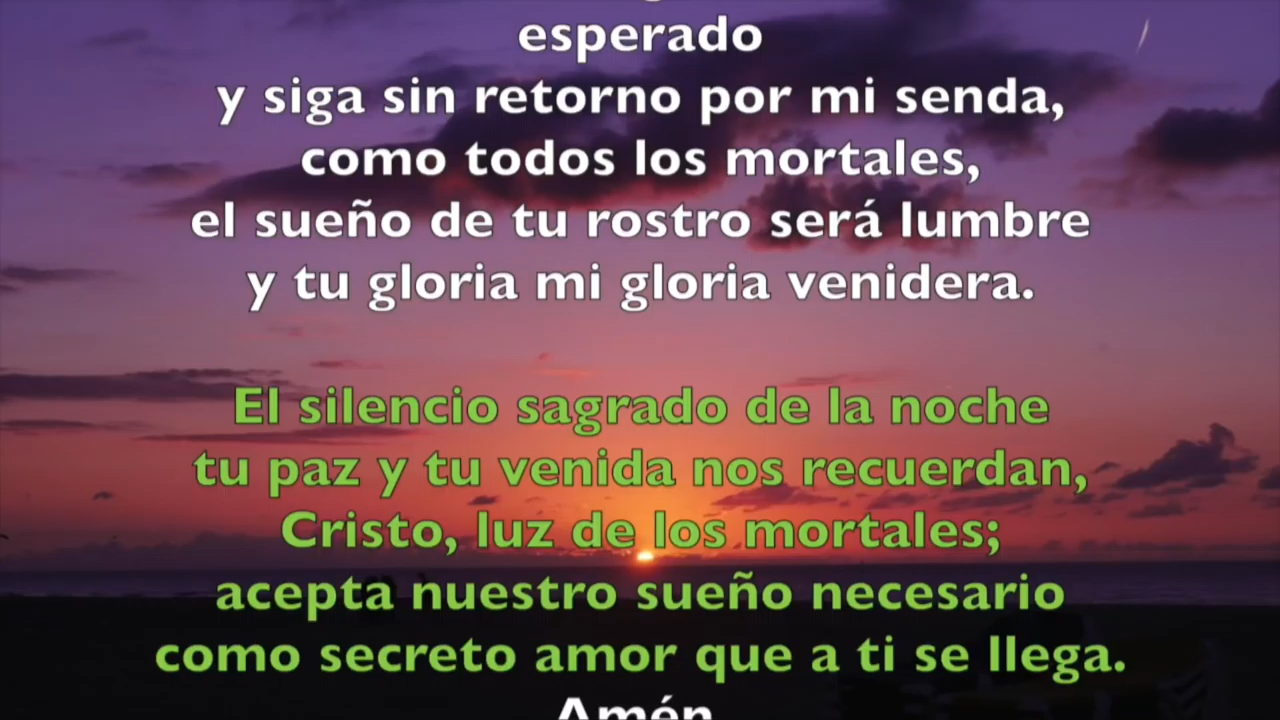 esperado
y siga sin retorno por mi senda,
como todos los mortales,
el sueño de tu rostro será lumbre
y tu gloria mi gloria venidera.
El silencio sagrado de la noche
tu paz y tu venida nos recuerdan,
Cristo, luz de los mortales;
acepta nuestro sueño necesario
como secreto amor que a ti se llega.
Amén